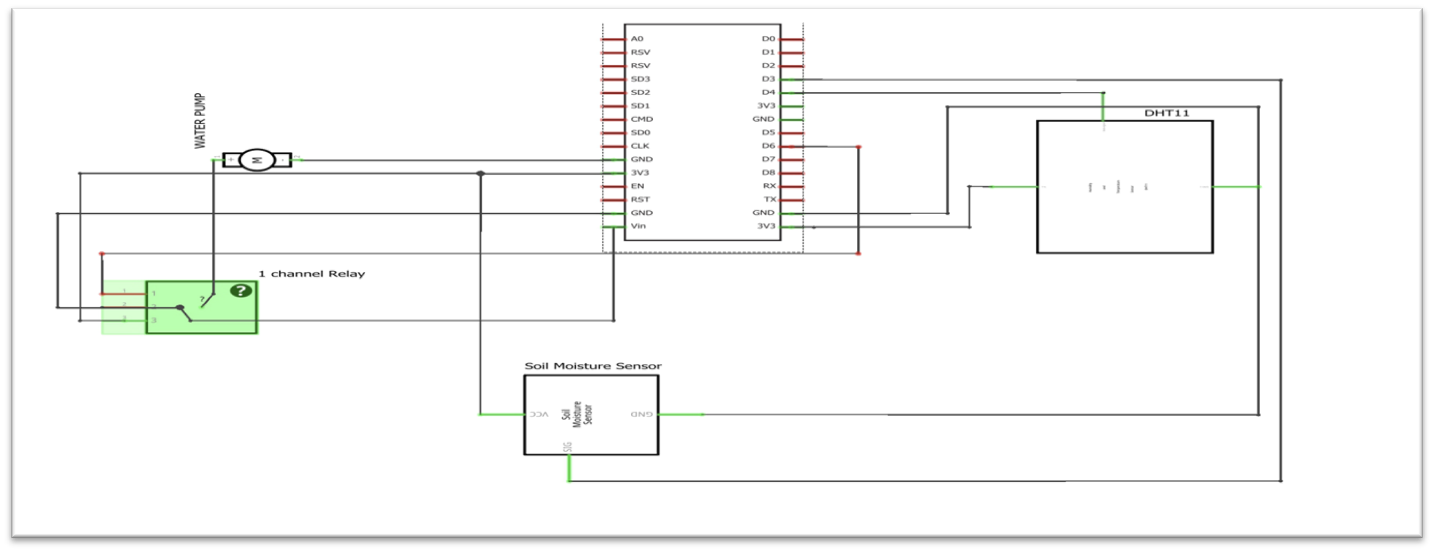 A0
RSV
RSV
SD3
SD2
SD1
CMD
SD0
CLK
GND
3V3
EN
RST
GND
Vin
D0
D1
D2
D3
D4
3V3
GND
D5
D6
D7
D8
RX
TX
GND
3V3
WATER PUMP
+
M
DHT11
1 channel Relay
?
?
1
3
Soil Moisture Sensor
VCC
Soil
Moisture
Sensor
GND
SIG